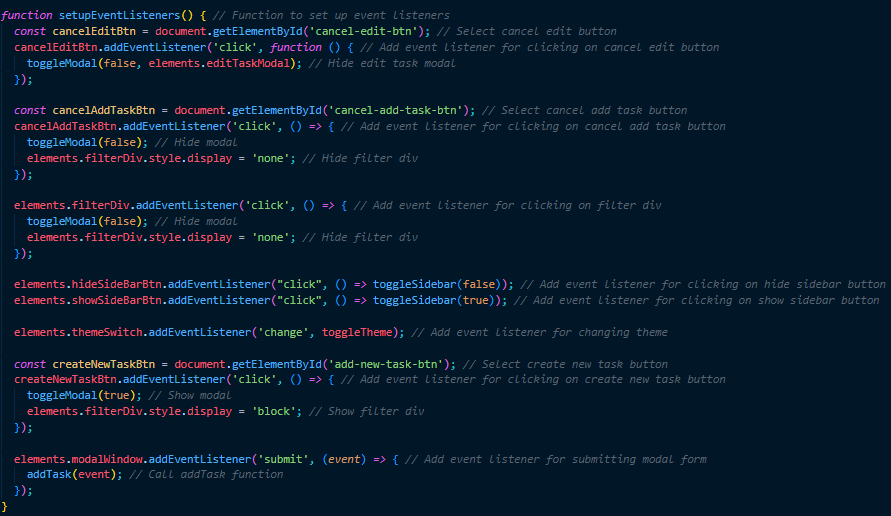 function setupEventListeners() { // Function to set up event listeners
  const cancelEditBtn = document.getElementById('cancel-edit-btn'); // Select cancel edit button
  cancelEditBtn.addEventListener('click', function () { // Add event listener for clicking on cancel edit button
    toggleModal(false, elements.editTaskModal); // Hide edit task modal
  });

  const cancelAddTaskBtn = document.getElementById('cancel-add-task-btn'); // Select cancel add task button
  cancelAddTaskBtn.addEventListener('click', () => { // Add event listener for clicking on cancel add task button
    toggleModal(false); // Hide modal
    elements.filterDiv.style.display = 'none'; // Hide filter div
  });

  elements.filterDiv.addEventListener('click', () => { // Add event listener for clicking on filter div
    toggleModal(false); // Hide modal
    elements.filterDiv.style.display = 'none'; // Hide filter div
  });

  elements.hideSideBarBtn.addEventListener("click", () => toggleSidebar(false)); // Add event listener for clicking on hide sidebar button
  elements.showSideBarBtn.addEventListener("click", () => toggleSidebar(true)); // Add event listener for clicking on show sidebar button

  elements.themeSwitch.addEventListener('change', toggleTheme); // Add event listener for changing theme

  const createNewTaskBtn = document.getElementById('add-new-task-btn'); // Select create new task button
  createNewTaskBtn.addEventListener('click', () => { // Add event listener for clicking on create new task button
    toggleModal(true); // Show modal
    elements.filterDiv.style.display = 'block'; // Show filter div
  });

  elements.modalWindow.addEventListener('submit', (event) => { // Add event listener for submitting modal form
    addTask(event); // Call addTask function
  });
}